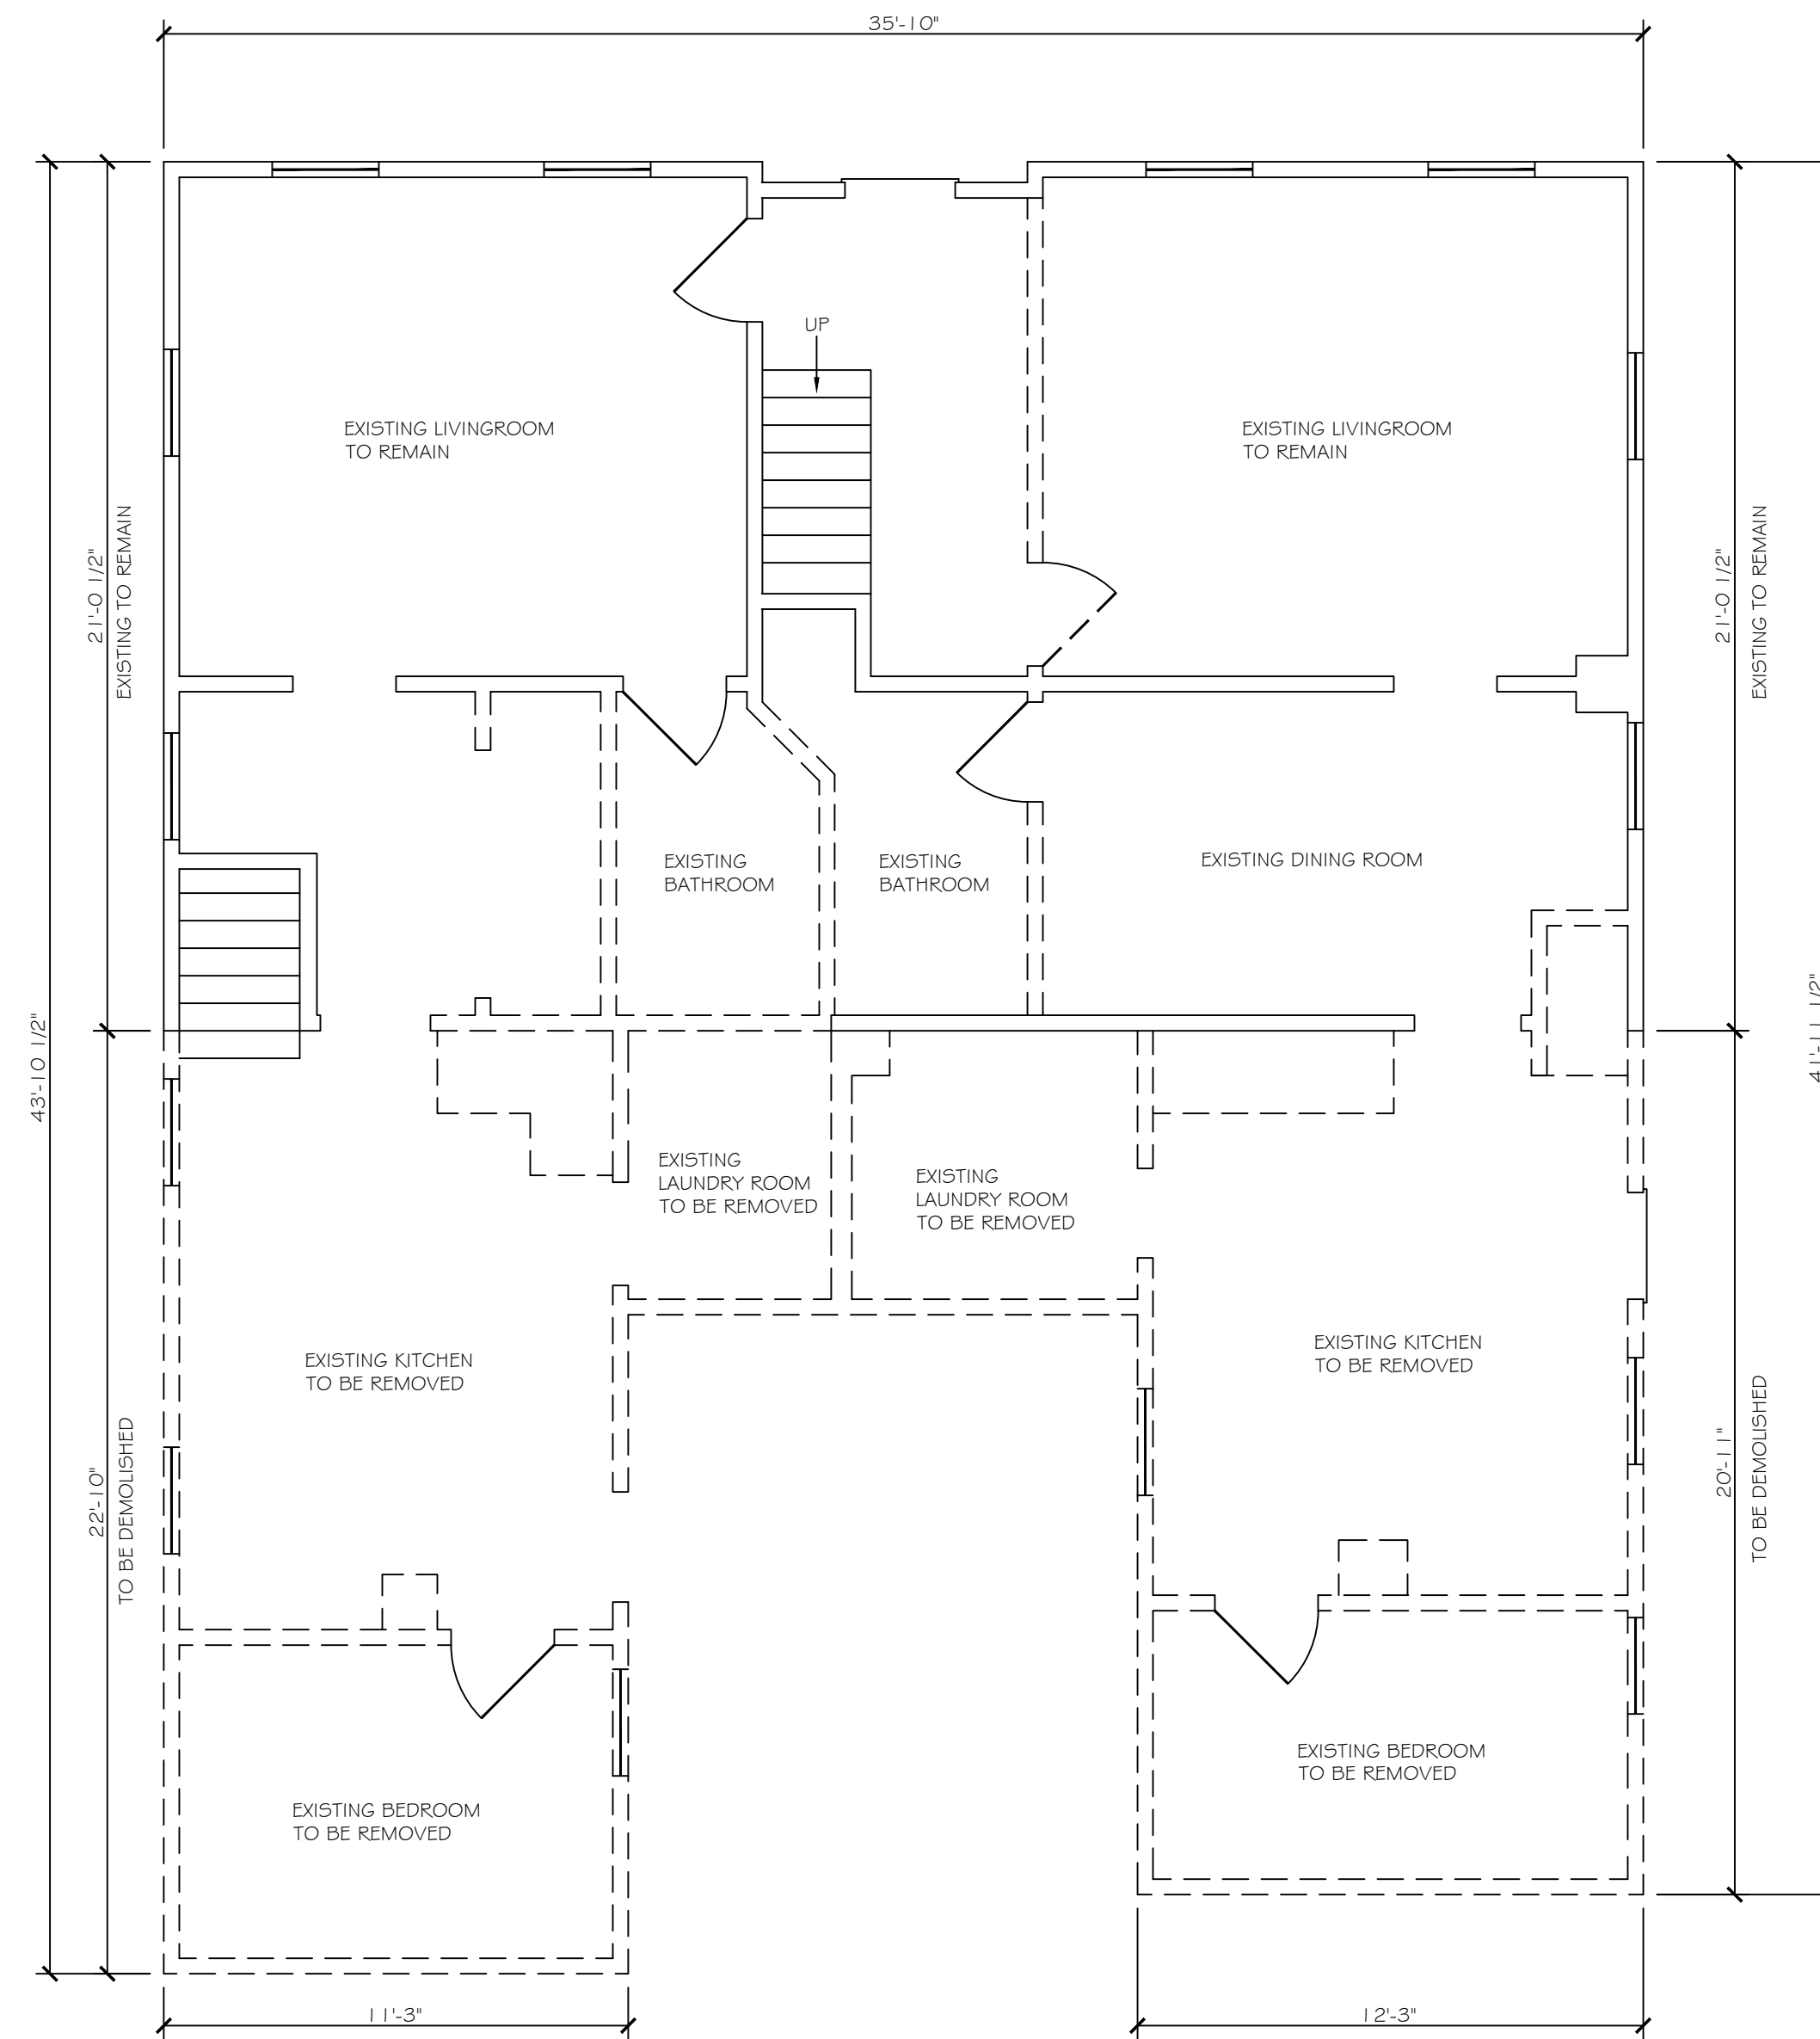 35'-10"
UP
EXISTING LIVINGROOM
TO REMAIN
EXISTING LIVINGROOM
TO REMAIN
21'-0 1/2"
EXISTING TO REMAIN
21'-0 1/2"
EXISTING TO REMAIN
EXISTING
BATHROOM
EXISTING
BATHROOM
EXISTING DINING ROOM
43'-10 1/2"
41'-11 1/2"
EXISTING
LAUNDRY ROOM
TO BE REMOVED
EXISTING
LAUNDRY ROOM
TO BE REMOVED
EXISTING KITCHEN
TO BE REMOVED
EXISTING KITCHEN
TO BE REMOVED
22'-10"
TO BE DEMOLISHED
20'-11"
TO BE DEMOLISHED
EXISTING BEDROOM
TO BE REMOVED
EXISTING BEDROOM
TO BE REMOVED
11'-3"
12'-3"